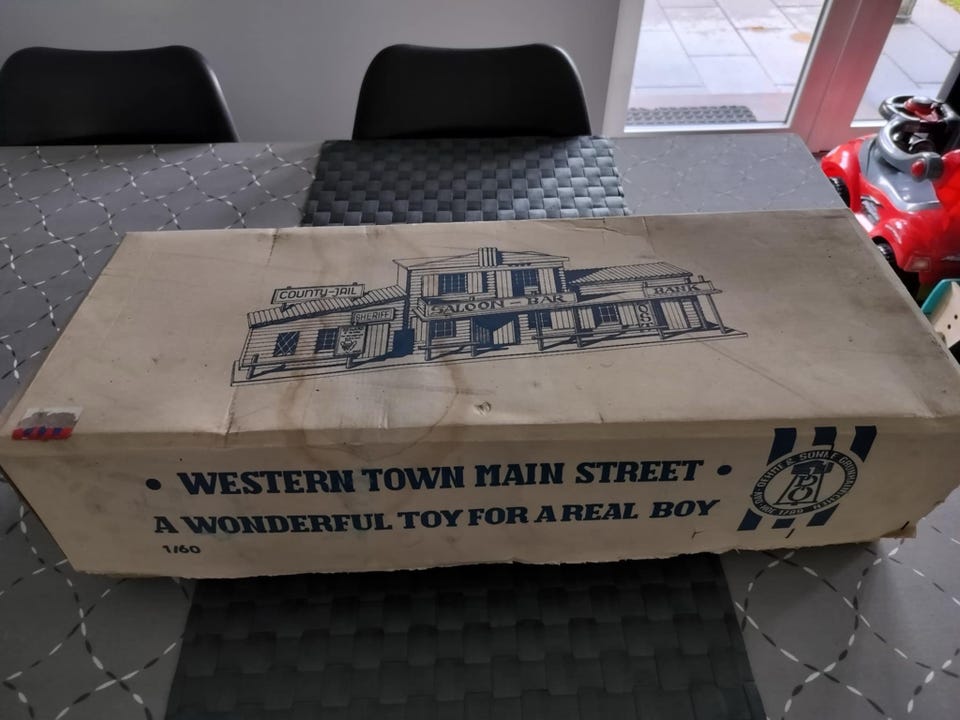 COUNTY-JAIL
SHERIFF
SALOON-BAR
BANK
• WESTERN TOWN MAIN STREET •
A WONDERFUL TOY FOR A REAL BOY
1/60